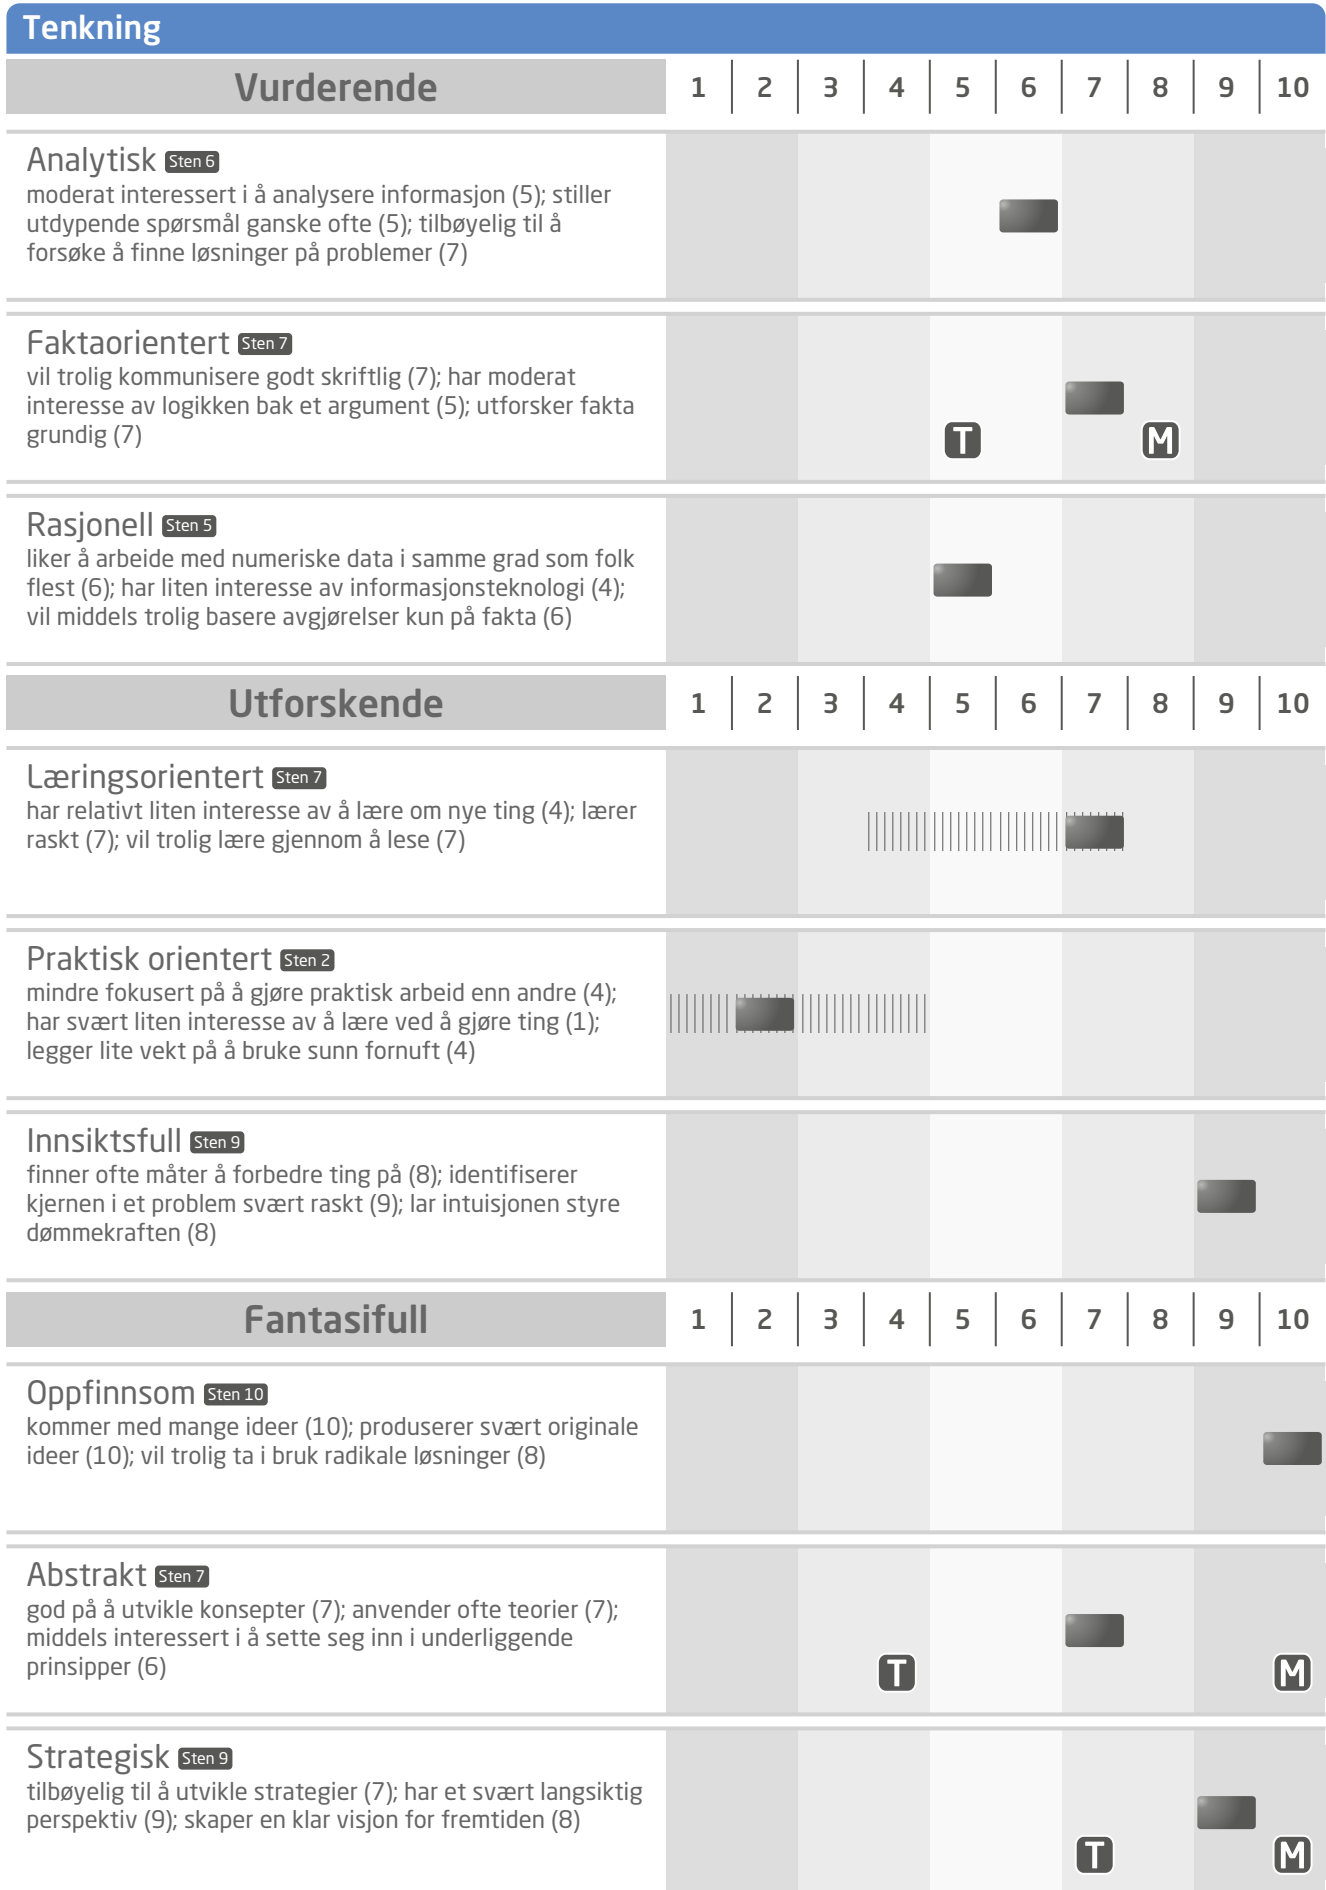 Tenkning
Vurderende 1 2 3 4 5 6 7 8 9 10
Analytisk Sten 6
moderat interessert i å analysere informasjon (5); stiller
utdypende spørsmål ganske ofte (5); tilbøyelig til å
forsøke å finne løsninger på problemer (7)
Faktaorientert Sten 7
vil trolig kommunisere godt skriftlig (7); har moderat
interesse av logikken bak et argument (5); utforsker fakta
grundig (7)
T M
Rasjonell Sten 5
liker å arbeide med numeriske data i samme grad som folk
flest (6); har liten interesse av informasjonsteknologi (4);
vil middels trolig basere avgjørelser kun på fakta (6)
Utforskende 1 2 3 4 5 6 7 8 9 10
Læringsorientert Sten 7
har relativt liten interesse av å lære om nye ting (4); lærer
raskt (7); vil trolig lære gjennom å lese (7)
Praktisk orientert Sten 2
mindre fokusert på å gjøre praktisk arbeid enn andre (4);
har svært liten interesse av å lære ved å gjøre ting (1);
legger lite vekt på å bruke sunn fornuft (4)
Innsiktsfull Sten 9
finner ofte måter å forbedre ting på (8); identifiserer
kjernen i et problem svært raskt (9); lar intuisjonen styre
dømmekraften (8)
Fantasifull 1 2 3 4 5 6 7 8 9 10
Oppfinnsom Sten 10
kommer med mange ideer (10); produserer svært originale
ideer (10); vil trolig ta i bruk radikale løsninger (8)
Abstrakt Sten 7
god på å utvikle konsepter (7); anvender ofte teorier (7);
middels interessert i å sette seg inn i underliggende
prinsipper (6)
T M
Strategisk Sten 9
tilbøyelig til å utvikle strategier (7); har et svært langsiktig
perspektiv (9); skaper en klar visjon for fremtiden (8)
T M